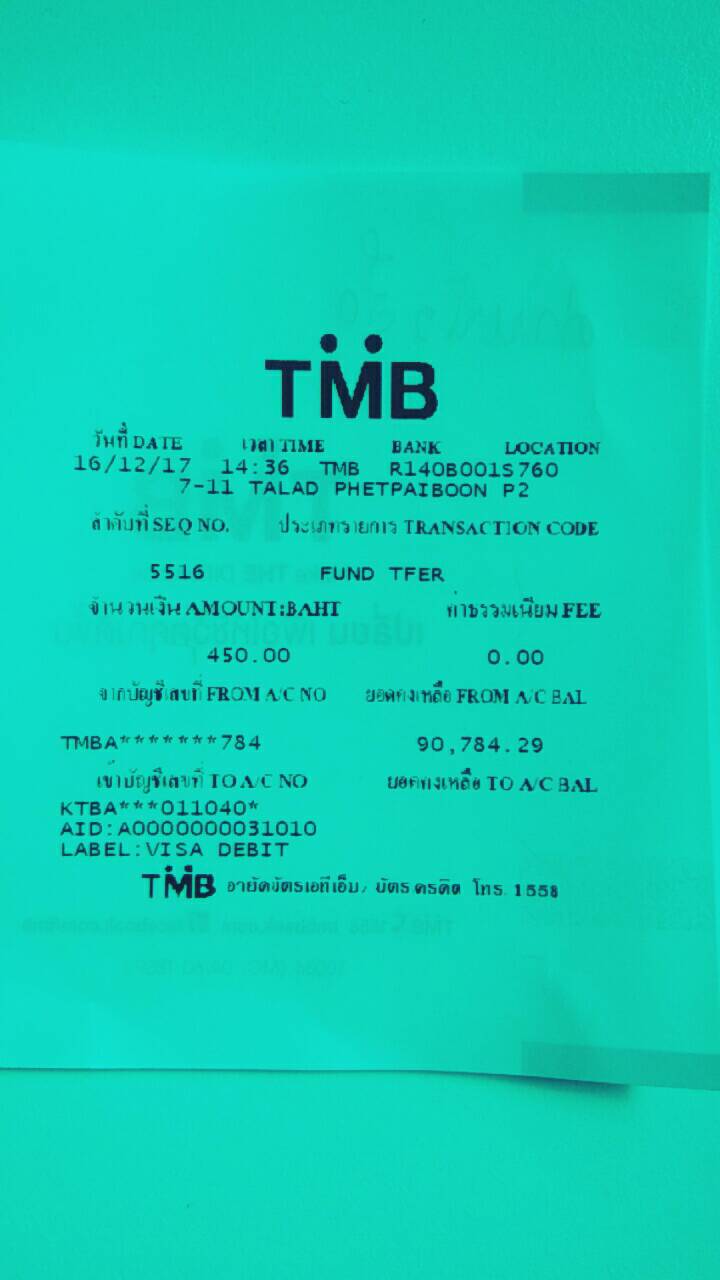 TMB
วันที่ DATE เวลา TIME BANK LOCATION
16/12/17 14:36 TMB R140B001S760
7-11 TALAD PHETPAIBOON P2
ลำดับที่ SEQ NO. ประเภทรายการ TRANSACTION CODE
5516 FUND TFER
จำนวนเงิน AMOUNT:BAHT ค่าธรรมเนียม FEE
450.00 0.00
จากบัญชีเลขที่ FROM A/C NO ยอดคงเหลือ FROM A/C BAL
TMBA*******784 90,784.29
เข้าบัญชีเลขที่ TO A/C NO ยอดคงเหลือ TO A/C BAL
KTBA***011040*
AID:A0000000031010
LABEL:VISA DEBIT
TMB อายัดบัตรเอทีเอ็ม/บัตรเครดิต โทร. 1558